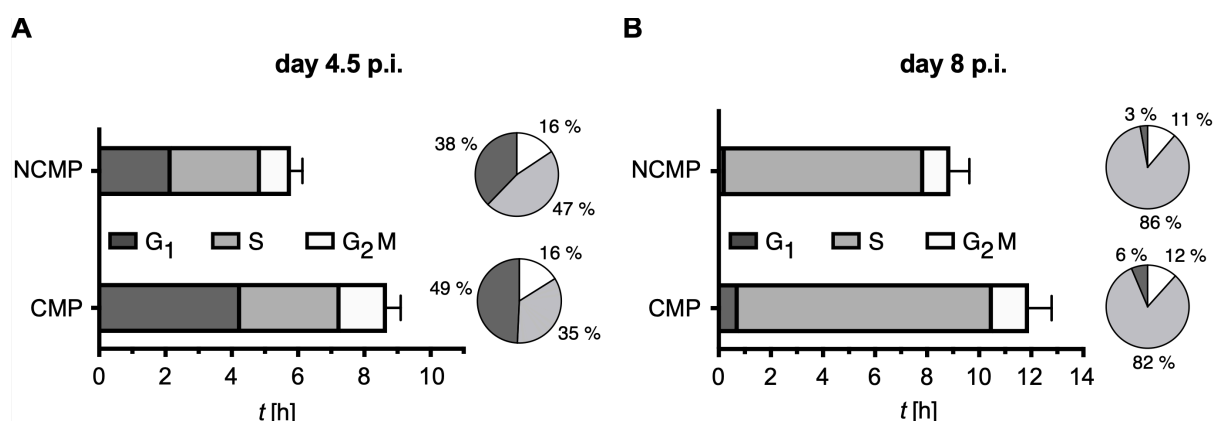 A
day 4.5 p.i.
NCMP
38 %
16 %
47 %
G1 S G2M
CMP
49 %
16 %
35 %
0 2 4 6 8 10
t [h]
B
day 8 p.i.
NCMP
3 %
11 %
86 %
G1 S G2M
CMP
6 %
12 %
82 %
0 2 4 6 8 10 12 14
t [h]